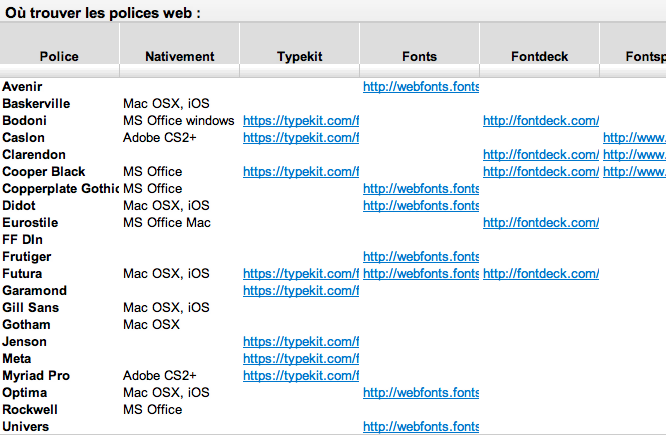 Où trouver les polices web :
Police Nativement Typekit Fonts Fontdeck Fontsp
Avenir http://webfonts.fonts
Baskerville Mac OSX, iOS
Bodoni MS Office windows https://typekit.com/f http://fontdeck.com/
Caslon Adobe CS2+ https://typekit.com/f http://www.
Clarendon http://fontdeck.com/ http://www.
Cooper Black MS Office https://typekit.com/f http://fontdeck.com/ http://www.
Copperplate Gothic MS Office http://webfonts.fonts
Didot Mac OSX, iOS http://webfonts.fonts
Eurostile MS Office Mac http://fontdeck.com/
FF DIn
Frutiger http://webfonts.fonts
Futura Mac OSX, iOS https://typekit.com/f http://webfonts.fonts http://fontdeck.com/
Garamond https://typekit.com/f
Gill Sans Mac OSX, iOS
Gotham Mac OSX
Jenson https://typekit.com/f
Meta https://typekit.com/f
Myriad Pro Adobe CS2+ https://typekit.com/f
Optima Mac OSX, iOS http://webfonts.fonts
Rockwell MS Office
Univers http://webfonts.fonts